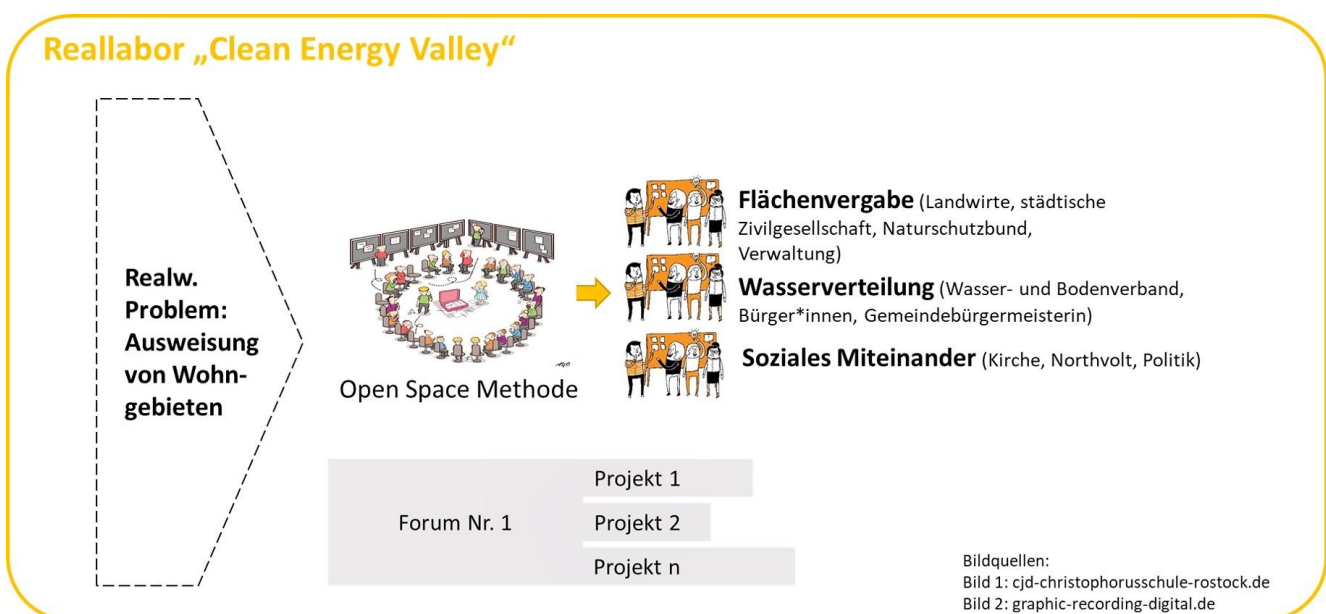 Reallabor „Clean Energy Valley“
Realw.
Problem:
Ausweisung
von Wohn-
gebieten
Open Space Methode
Flächenvergabe (Landwirte, städtische
Zivilgesellschaft, Naturschutzbund,
Verwaltung)
Wasserverteilung (Wasser- und Bodenverband,
Bürger*innen, Gemeindebürgermeisterin)
Soziales Miteinander (Kirche, Northvolt, Politik)
Forum Nr. 1
Projekt 1
Projekt 2
Projekt n
Bildquellen:
Bild 1: cjd-christophorusschule-rostock.de
Bild 2: graphic-recording-digital.de